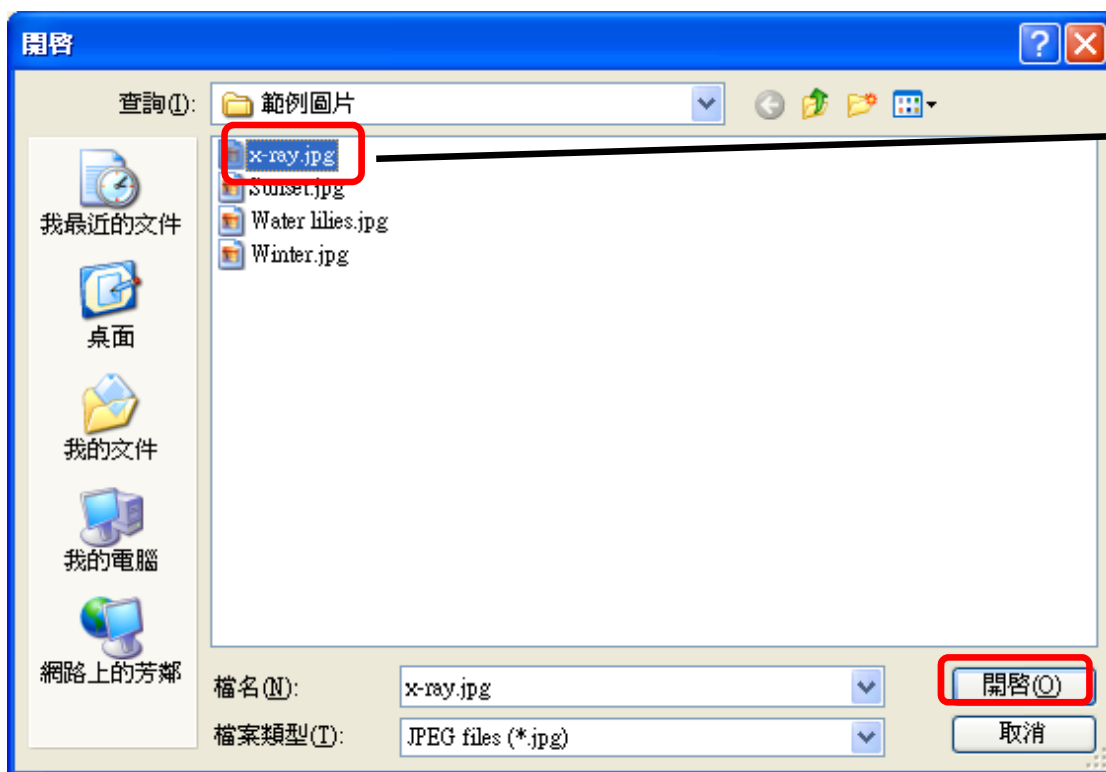 開啓
查詢(I):
範例圖片
x-ray.jpg
Sunset.jpg
Water lilies.jpg
Winter.jpg
我最近的文件
桌面
我的文件
我的電腦
網路上的芳鄰
檔名(N):
x-ray.jpg
開啓(O)
檔案類型(T):
JPEG files (*.jpg)
取消